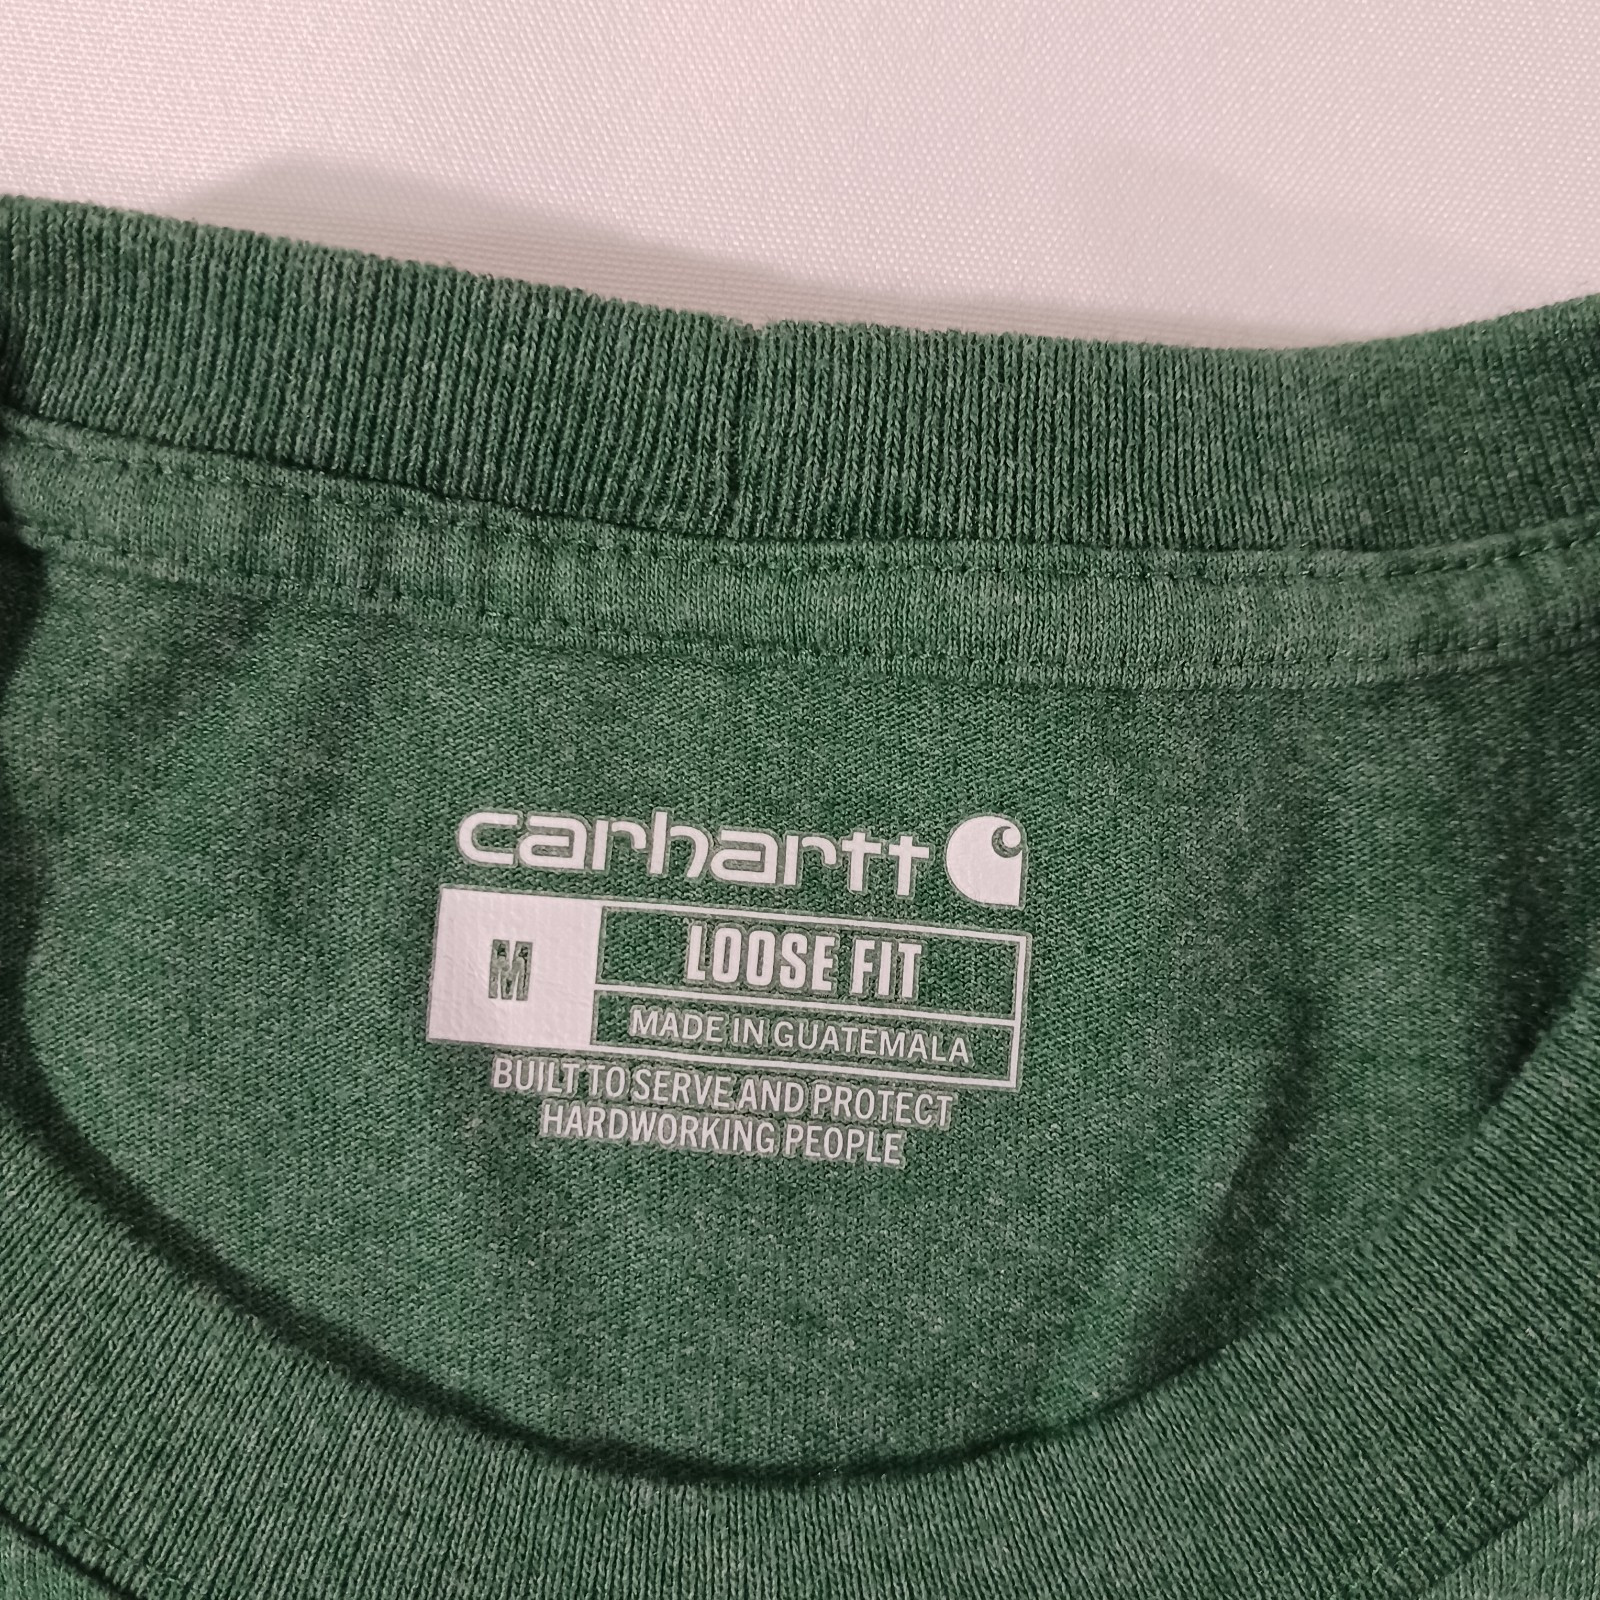 carhartt
M
LOOSE FIT
MADE IN GUATEMALA
BUILT TO SERVE AND PROTECT
HARDWORKING PEOPLE